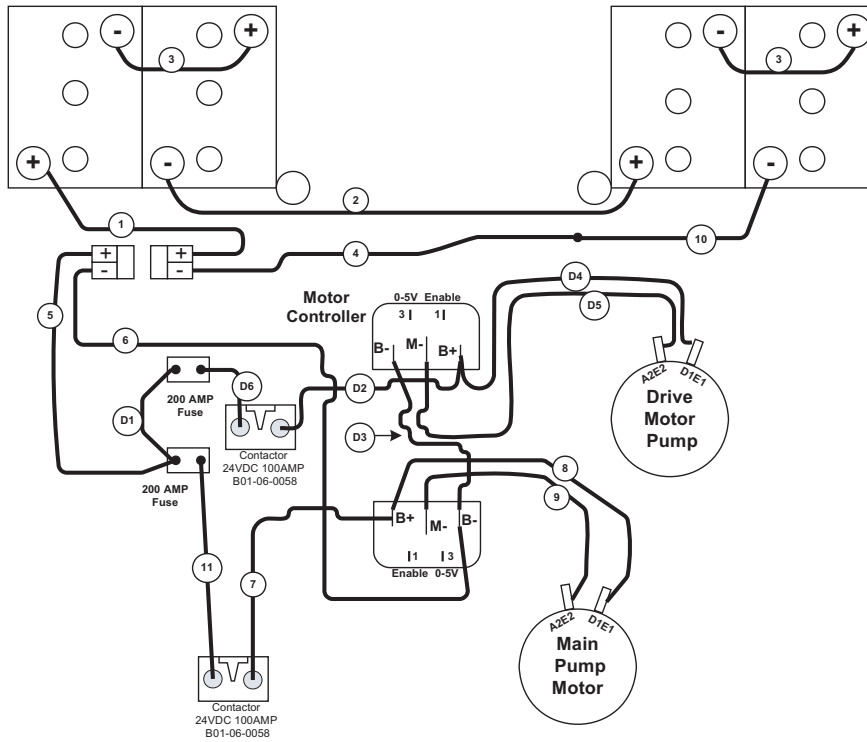 - + - +
3 3
+ - + -
2
1
4 10
+ +
- -
5
6
Motor
Controller
0-5V Enable
3 1
B- M- B+
D4
D5
A2E2 D1E1
Drive
Motor
Pump
200 AMP
Fuse
D6
D2
D1
D3
Contactor
24VDC 100AMP
B01-06-0058
200 AMP
Fuse
8
9
B+ M- B-
1 3
Enable 0-5V
11
7
A2E2 D1E1
Main
Pump
Motor
Contactor
24VDC 100AMP
B01-06-0058